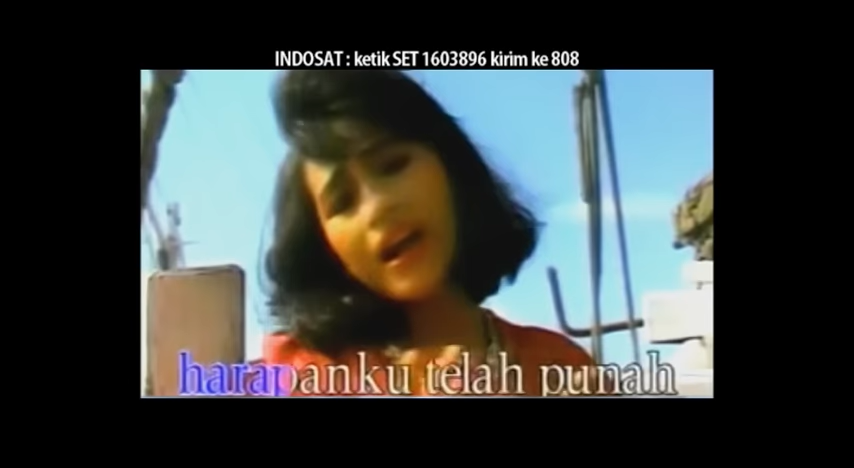 INDOSAT : ketik SET 1603896 kirim ke 808
harapanku telah punah